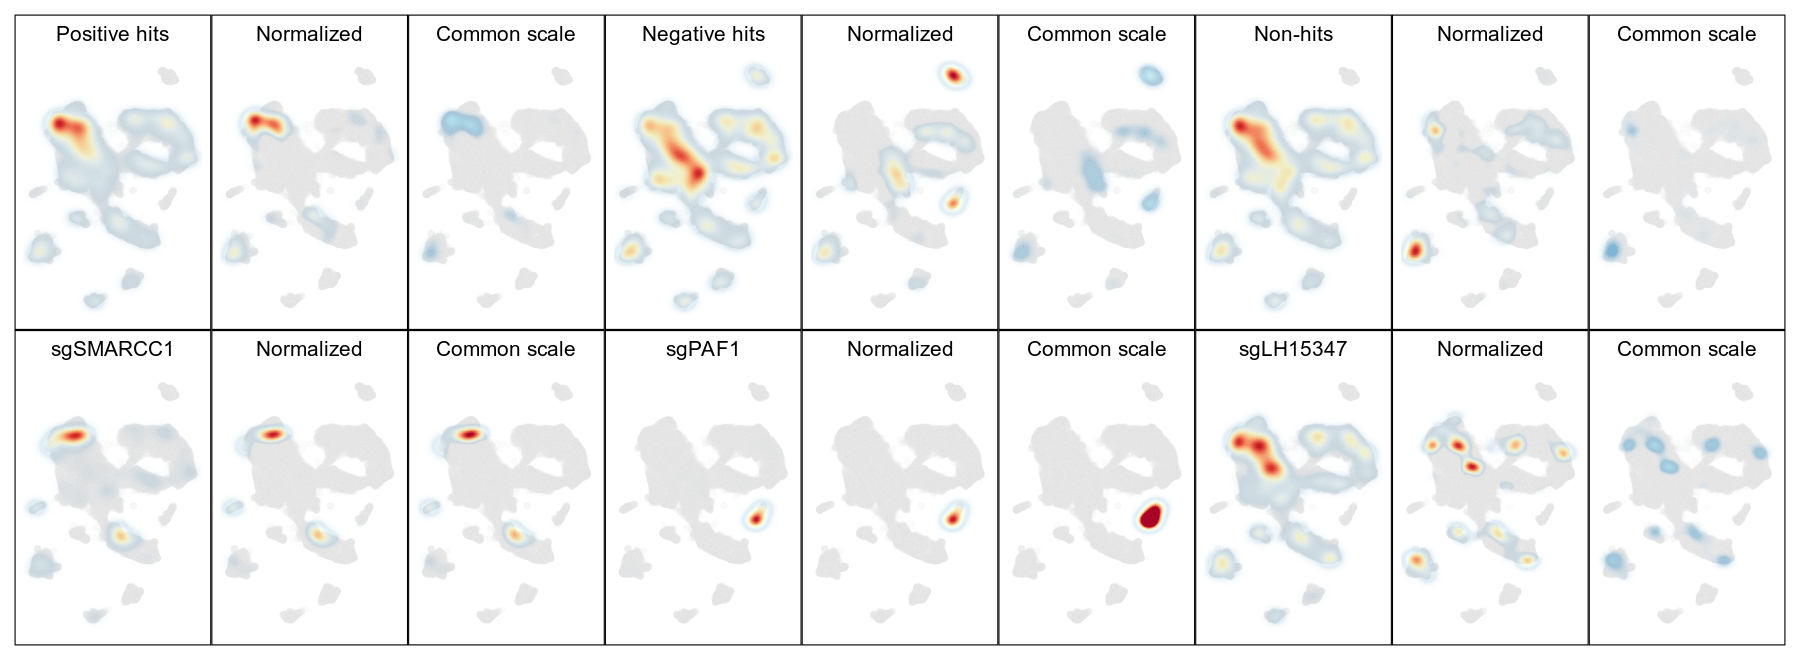 Positive hits
Normalized
Common scale
Negative hits
Normalized
Common scale
Non-hits
Normalized
Common scale
sgSMARCC1
Normalized
Common scale
sgPAF1
Normalized
Common scale
sgLH15347
Normalized
Common scale